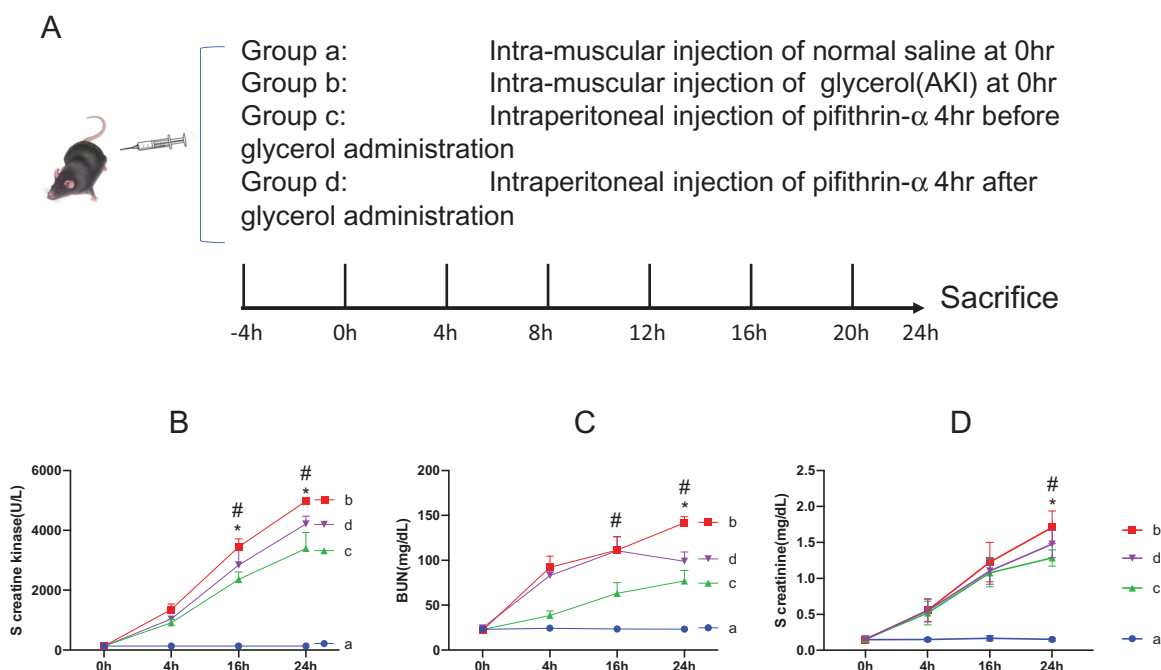 A
Group a: Intra-muscular injection of normal saline at 0hr
Group b: Intra-muscular injection of glycerol(AKI) at 0hr
Group c: Intraperitoneal injection of pifithrin-α 4hr before
glycerol administration
Group d: Intraperitoneal injection of pifithrin-α 4hr after
glycerol administration
Sacrifice
-4h 0h 4h 8h 12h 16h 20h 24h
B
S creatine kinase(U/L)
6000
4000
2000
0
0h 4h 16h 24h
#
*
#
*
b
d
c
a
C
BUN(mg/dL)
200
150
100
50
0
0h 4h 16h 24h
#
#
*
b
d
c
a
D
S creatinine(mg/dL)
2.5
2.0
1.5
1.0
0.5
0.0
0h 4h 16h 24h
#
*
b
d
c
a